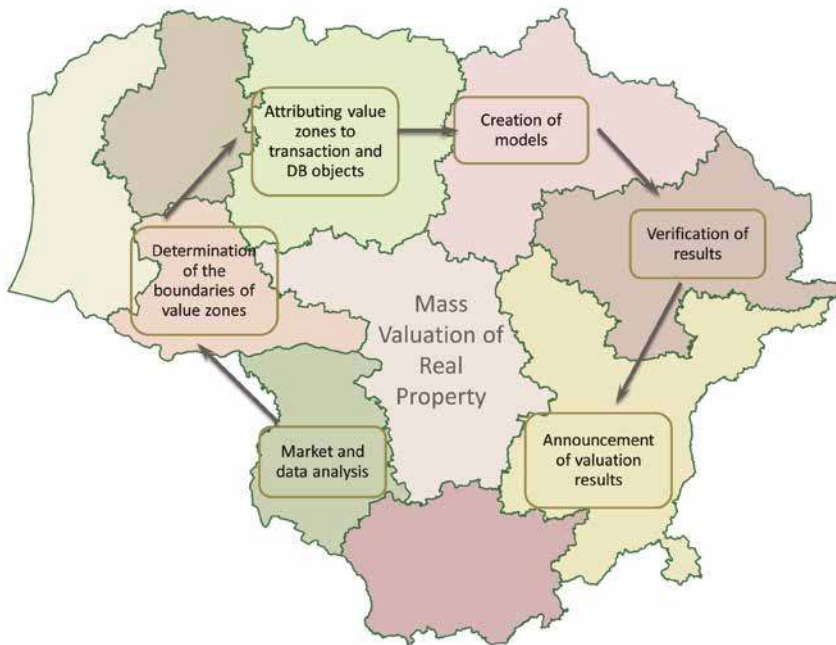 Attributing value
zones to
transaction and
DB objects
Creation of
models
Determination
of the
boundaries of
value zones
Verification of
results
Mass
Valuation of
Real
Property
Market and
data analysis
Announcement
of valuation
results